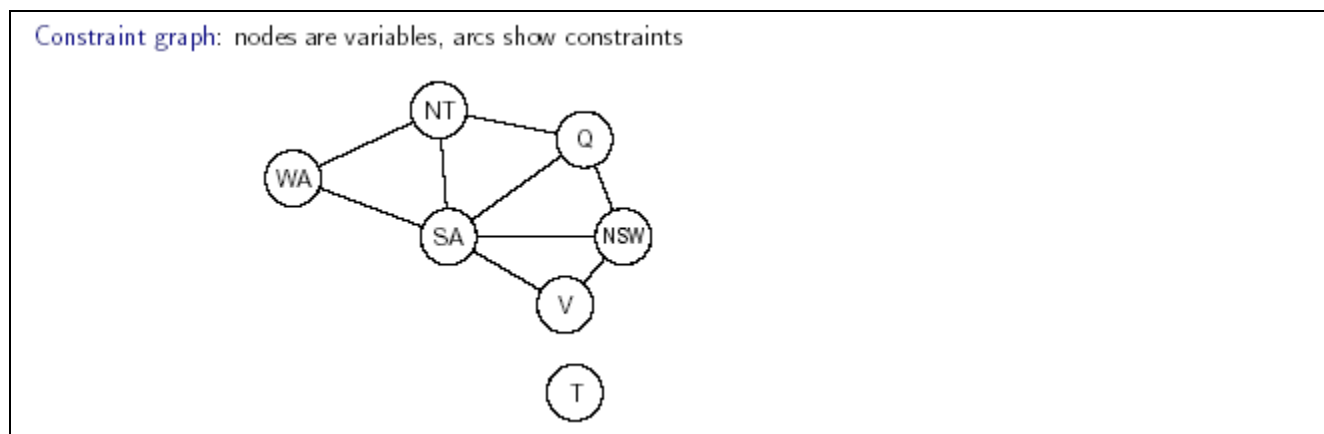 Constraint graph: nodes are variables, arcs show constraints
NT
Q
WA
SA
NSW
V
T